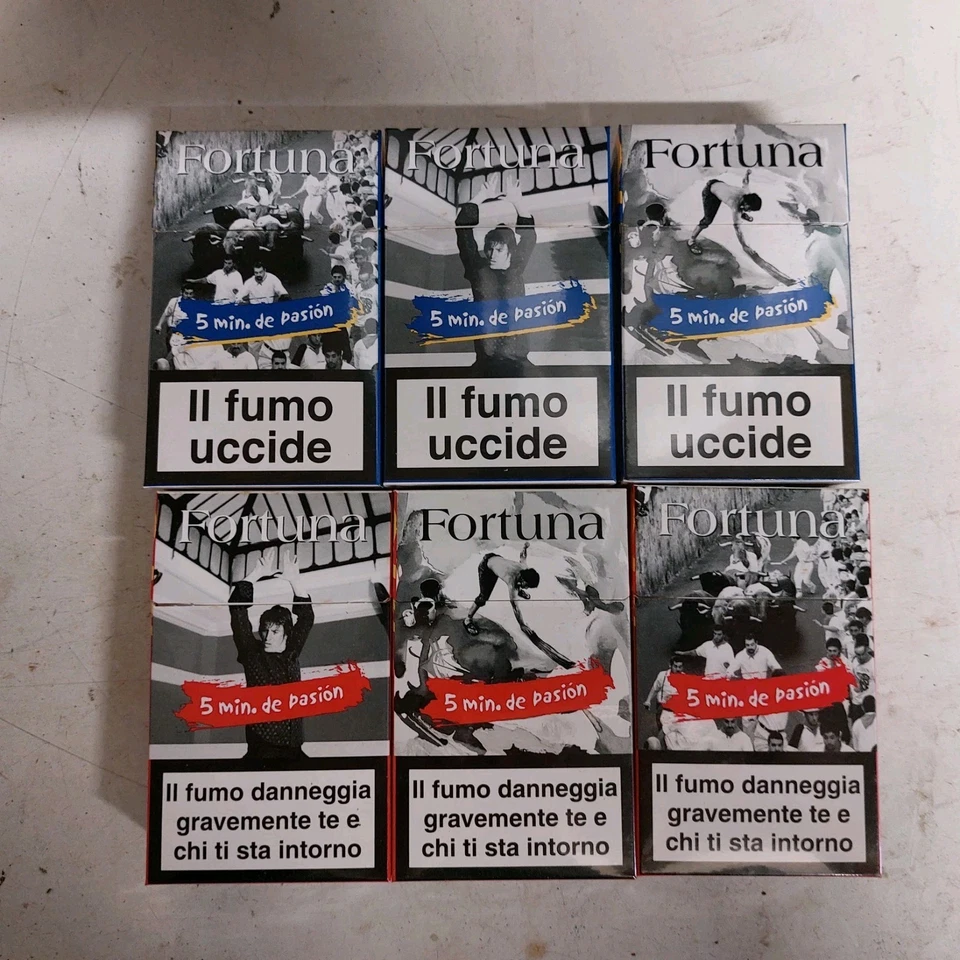 Fortuna
5 min. de pasión
Il fumo
uccide
Fortuna
5 min. de pasión
Il fumo
uccide
Fortuna
5 min. de pasión
Il fumo
uccide
Fortuna
5 min. de pasión
Il fumo danneggia
gravemente te e
chi ti sta intorno
Fortuna
5 min. de pasión
Il fumo danneggia
gravemente te e
chi ti sta intorno
Fortuna
5 min. de pasión
Il fumo danneggia
gravemente te e
chi ti sta intorno